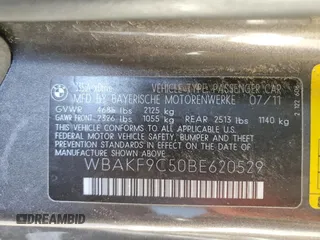 VEHICLE-TYPE PASSENGER CAR
MFD BY BAYERISCHE MOTORENWERKE 07/11
GVWR 4685 lbs 2125 kg
GAWR FRONT 2326 lbs 1055 kg REAR 2513 lbs 1140 kg
THIS VEHICLE CONFORMS TO ALL APPLICABLE U.S.
FEDERAL MOTOR VEHICLE SAFETY, BUMPER AND
THEFT PREVENTION STANDARDS IN EFFECT ON THE
DATE OF MANUFACTURE SHOWN ABOVE
WBAKF9C50BE620529
DREAMBID